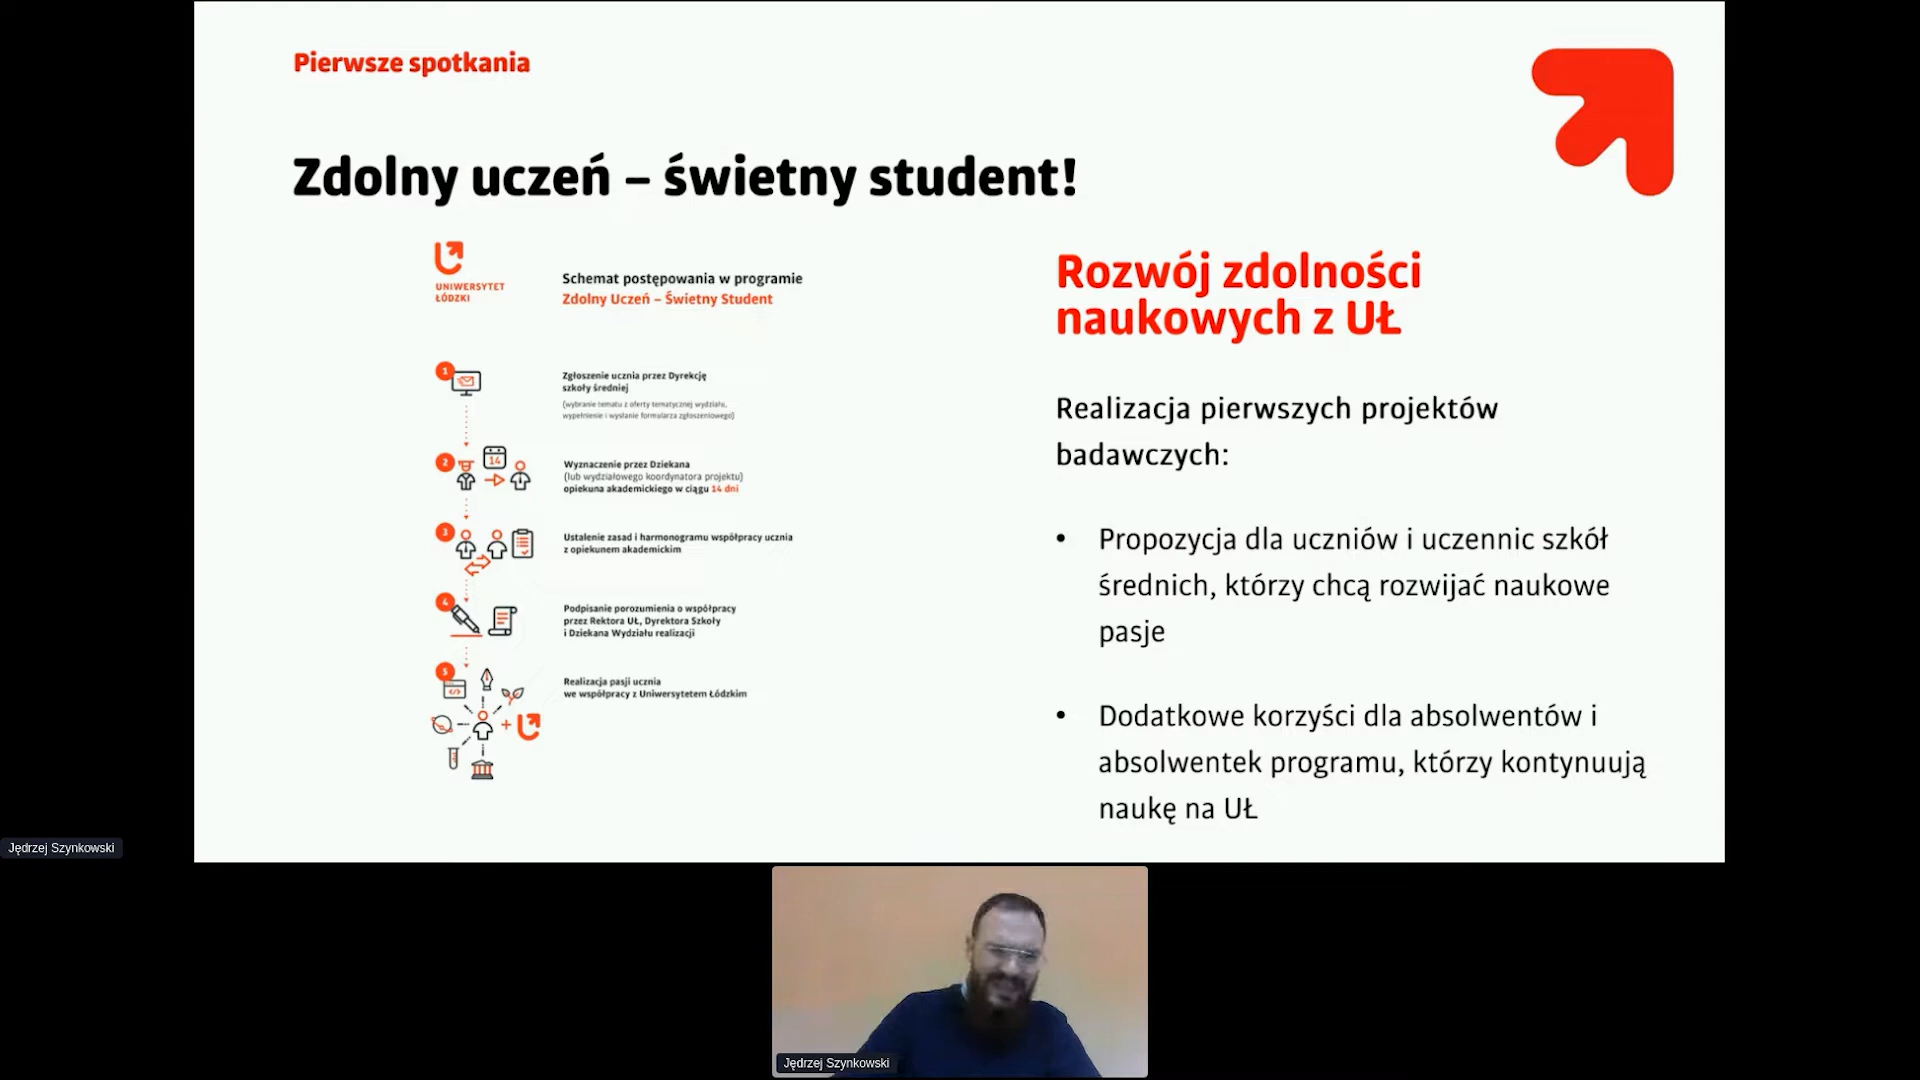 Pierwsze spotkania
Zdolny uczeń – świetny student!
UNIWERSYTET
ŁÓDZKI
Schemat postępowania w programie
Zdolny Uczeń – Świetny Student
1
Zgłoszenie ucznia przez Dyrekcję
szkoły średniej
(wybranie tematu z oferty tematycznej wydziału,
wypełnienie i wysłanie formularza zgłoszeniowego)
2
14
Wyznaczenie przez Dziekana
(lub wydziałowego koordynatora projektu)
opiekuna akademickiego w ciągu 14 dni
3
Ustalenie zasad i harmonogramu współpracy ucznia
z opiekunem akademickim
4
Podpisanie porozumienia o współpracy
przez Rektora UŁ, Dyrektora Szkoły
i Dziekana Wydziału realizacji
5
Realizacja pasji ucznia
we współpracy z Uniwersytetem Łódzkim
Rozwój zdolności
naukowych z UŁ
Realizacja pierwszych projektów
badawczych:
• Propozycja dla uczniów i uczennic szkół
średnich, którzy chcą rozwijać naukowe
pasje
• Dodatkowe korzyści dla absolwentów i
absolwentek programu, którzy kontynuują
naukę na UŁ
Jędrzej Szynkowski
Jędrzej Szynkowski